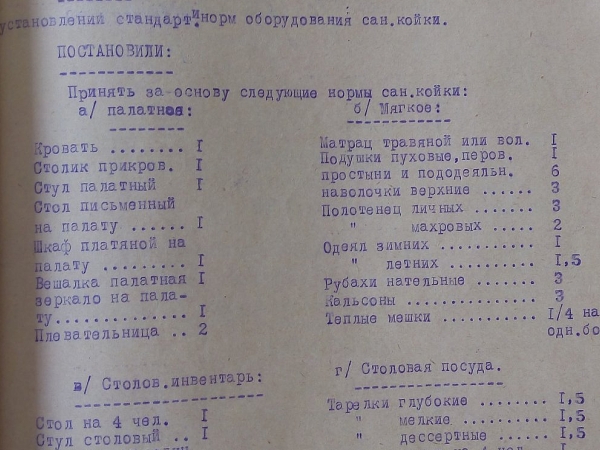 установлений стандарт.и норм оборудования сан.койки.
ПОСТАНОВИЛИ:
Принять за основу следующие нормы сан.койки:
а/ палатная:
Кровать ........ I
Столик прикров. I
Стул палатный I
Стол письменный
на палату ...... I
Шкаф платяной на
палату ......... I
Вешалка палатная I
зеркало на пала-
ту.............. I
Плевательница .. 2
б/ Мягкое:
Матрац травяной или вол. I
Подушки пуховые,перов. I
простыни и пододеяльн. 6
наволочки верхние ...... 3
Полотенец личных ........ 3
" махровых ..... 2
Одеял зимних ........... I
" летних .......... I,5
Рубахи нательные ....... 3
Кальсоны ............... 3
Теплые мешки ........... I/4 на
одн.бо
в/ Столов.инвентарь:
Стол на 4 чел. I
Стул столовый .. I
г/ Столовая посуда.
Тарелки глубокие ........ I,5
" мелкие .......... I,5
" дессертные ...... I,5